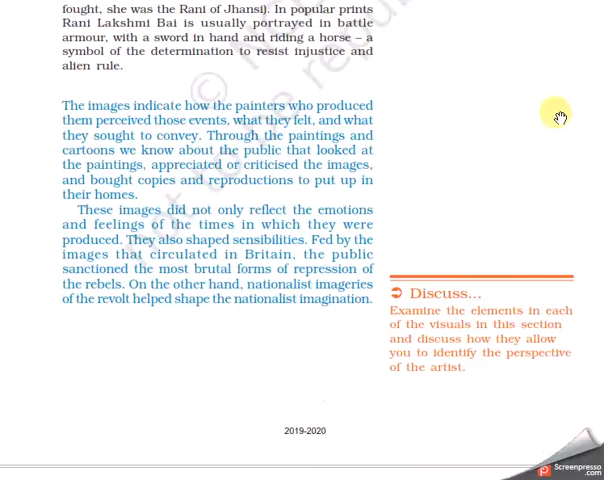 fought, she was the Rani of Jhansi). In popular prints
Rani Lakshmi Bai is usually portrayed in battle
armour, with a sword in hand and riding a horse – a
symbol of the determination to resist injustice and
alien rule.
The images indicate how the painters who produced
them perceived those events, what they felt, and what
they sought to convey. Through the paintings and
cartoons we know about the public that looked at
the paintings, appreciated or criticised the images,
and bought copies and reproductions to put up in
their homes.
These images did not only reflect the emotions
and feelings of the times in which they were
produced. They also shaped sensibilities. Fed by the
images that circulated in Britain, the public
sanctioned the most brutal forms of repression of
the rebels. On the other hand, nationalist imageries
of the revolt helped shape the nationalist imagination.
Discuss...
Examine the elements in each
of the visuals in this section
and discuss how they allow
you to identify the perspective
of the artist.
2019-2020
Screenpresso
.com